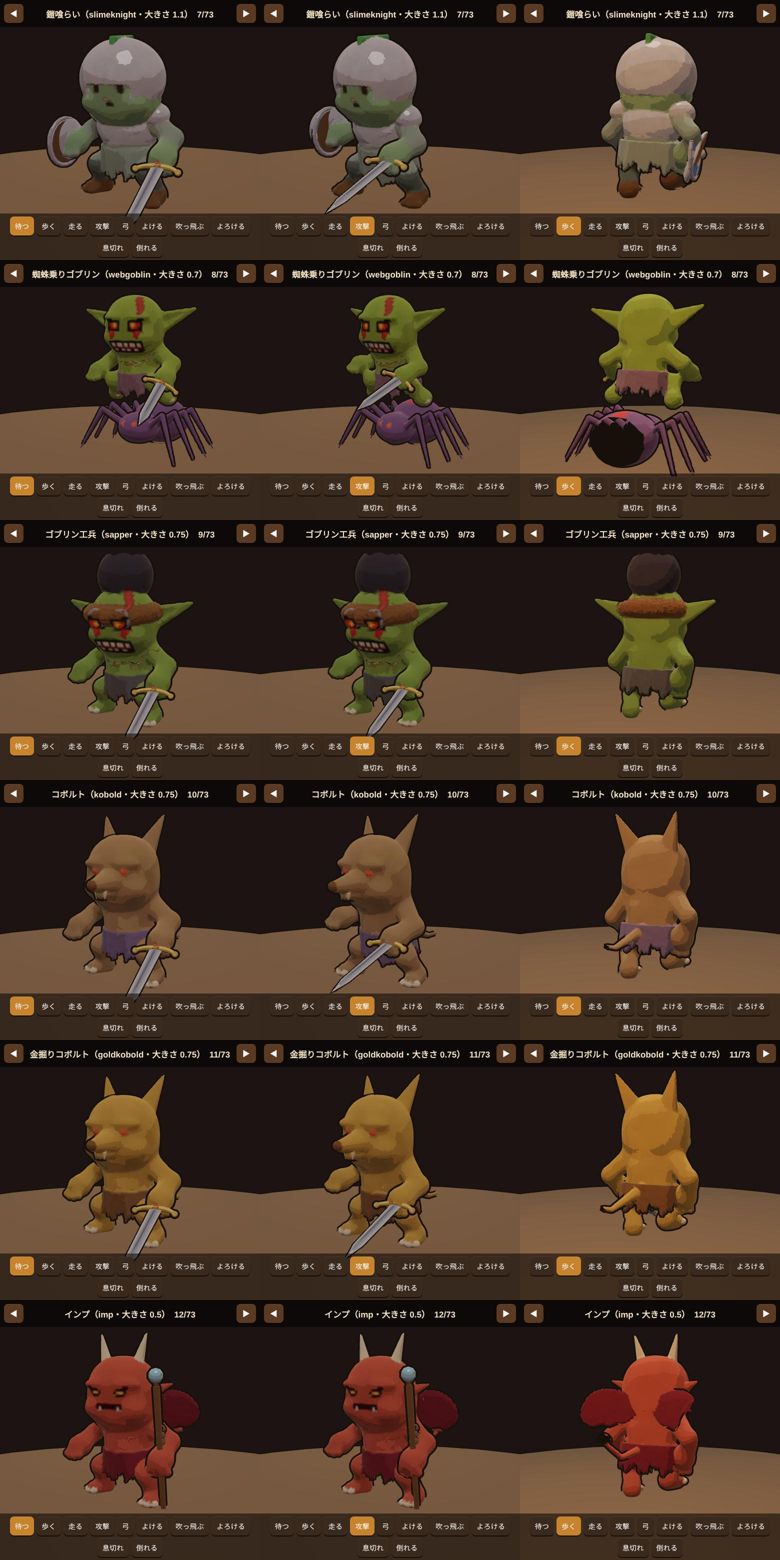 ◀ 鎧喰らい（slimeknight・大きさ 1.1） 7/73 ▶ ◀ 鎧喰らい（slimeknight・大きさ 1.1） 7/73 ▶ ◀ 鎧喰らい（slimeknight・大きさ 1.1） 7/73 ▶
待つ 歩く 走る 攻撃 弓 よける 吹っ飛ぶ よろける 待つ 歩く 走る 攻撃 弓 よける 吹っ飛ぶ よろける 待つ 歩く 走る 攻撃 弓 よける 吹っ飛ぶ よろける
息切れ 倒れる 息切れ 倒れる 息切れ 倒れる
◀ 蜘蛛乗りゴブリン（webgoblin・大きさ 0.7） 8/73 ▶ ◀ 蜘蛛乗りゴブリン（webgoblin・大きさ 0.7） 8/73 ▶ ◀ 蜘蛛乗りゴブリン（webgoblin・大きさ 0.7） 8/73 ▶
待つ 歩く 走る 攻撃 弓 よける 吹っ飛ぶ よろける 待つ 歩く 走る 攻撃 弓 よける 吹っ飛ぶ よろける 待つ 歩く 走る 攻撃 弓 よける 吹っ飛ぶ よろける
息切れ 倒れる 息切れ 倒れる 息切れ 倒れる
◀ ゴブリン工兵（sapper・大きさ 0.75） 9/73 ▶ ◀ ゴブリン工兵（sapper・大きさ 0.75） 9/73 ▶ ◀ ゴブリン工兵（sapper・大きさ 0.75） 9/73 ▶
待つ 歩く 走る 攻撃 弓 よける 吹っ飛ぶ よろける 待つ 歩く 走る 攻撃 弓 よける 吹っ飛ぶ よろける 待つ 歩く 走る 攻撃 弓 よける 吹っ飛ぶ よろける
息切れ 倒れる 息切れ 倒れる 息切れ 倒れる
◀ コボルト（kobold・大きさ 0.75） 10/73 ▶ ◀ コボルト（kobold・大きさ 0.75） 10/73 ▶ ◀ コボルト（kobold・大きさ 0.75） 10/73 ▶
待つ 歩く 走る 攻撃 弓 よける 吹っ飛ぶ よろける 待つ 歩く 走る 攻撃 弓 よける 吹っ飛ぶ よろける 待つ 歩く 走る 攻撃 弓 よける 吹っ飛ぶ よろける
息切れ 倒れる 息切れ 倒れる 息切れ 倒れる
◀ 金掘りコボルト（goldkobold・大きさ 0.75） 11/73 ▶ ◀ 金掘りコボルト（goldkobold・大きさ 0.75） 11/73 ▶ ◀ 金掘りコボルト（goldkobold・大きさ 0.75） 11/73 ▶
待つ 歩く 走る 攻撃 弓 よける 吹っ飛ぶ よろける 待つ 歩く 走る 攻撃 弓 よける 吹っ飛ぶ よろける 待つ 歩く 走る 攻撃 弓 よける 吹っ飛ぶ よろける
息切れ 倒れる 息切れ 倒れる 息切れ 倒れる
◀ インプ（imp・大きさ 0.5） 12/73 ▶ ◀ インプ（imp・大きさ 0.5） 12/73 ▶ ◀ インプ（imp・大きさ 0.5） 12/73 ▶
待つ 歩く 走る 攻撃 弓 よける 吹っ飛ぶ よろける 待つ 歩く 走る 攻撃 弓 よける 吹っ飛ぶ よろける 待つ 歩く 走る 攻撃 弓 よける 吹っ飛ぶ よろける
息切れ 倒れる 息切れ 倒れる 息切れ 倒れる